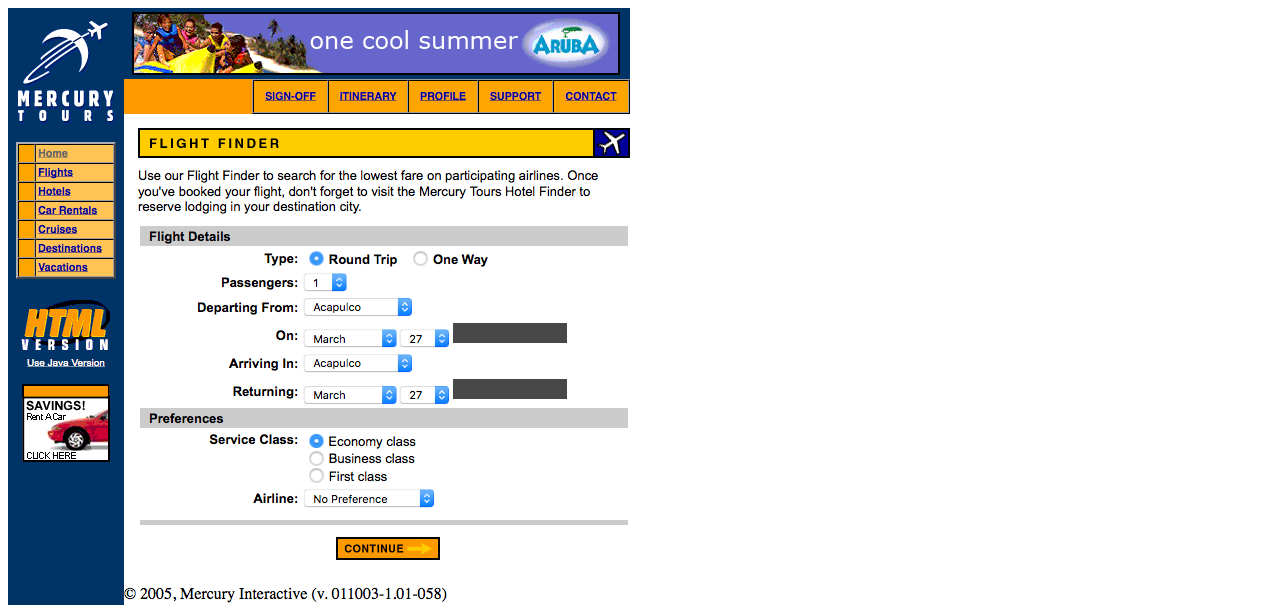 one cool summer ARUBA
MERCURY
TOURS
SIGN-OFF ITINERARY PROFILE SUPPORT CONTACT
Home
Flights
Hotels
Car Rentals
Cruises
Destinations
Vacations
HTML
VERSION
Use Java Version
SAVINGS!
Rent A Car
CLICK HERE
FLIGHT FINDER
Use our Flight Finder to search for the lowest fare on participating airlines. Once
you've booked your flight, don't forget to visit the Mercury Tours Hotel Finder to
reserve lodging in your destination city.
Flight Details
Type: Round Trip One Way
Passengers: 1
Departing From: Acapulco
On: March 27
Arriving In: Acapulco
Returning: March 27
Preferences
Service Class: Economy class
Business class
First class
Airline: No Preference
CONTINUE
© 2005, Mercury Interactive (v. 011003-1.01-058)